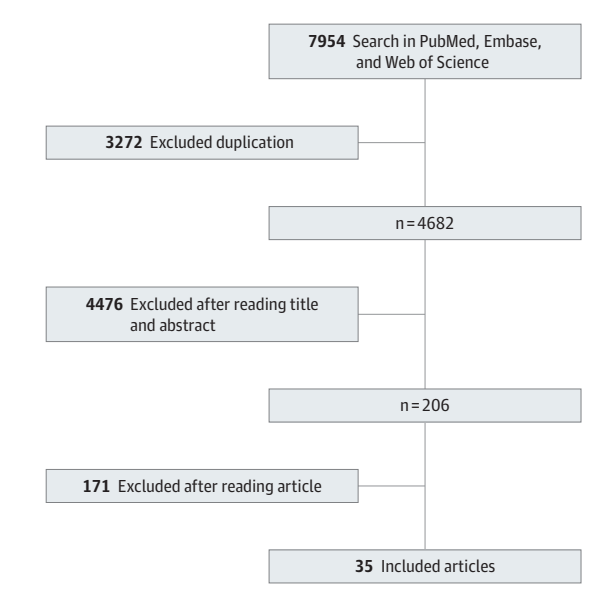 7954 Search in PubMed, Embase,
and Web of Science
3272 Excluded duplication
n=4682
4476 Excluded after reading title
and abstract
n=206
171 Excluded after reading article
35 Included articles